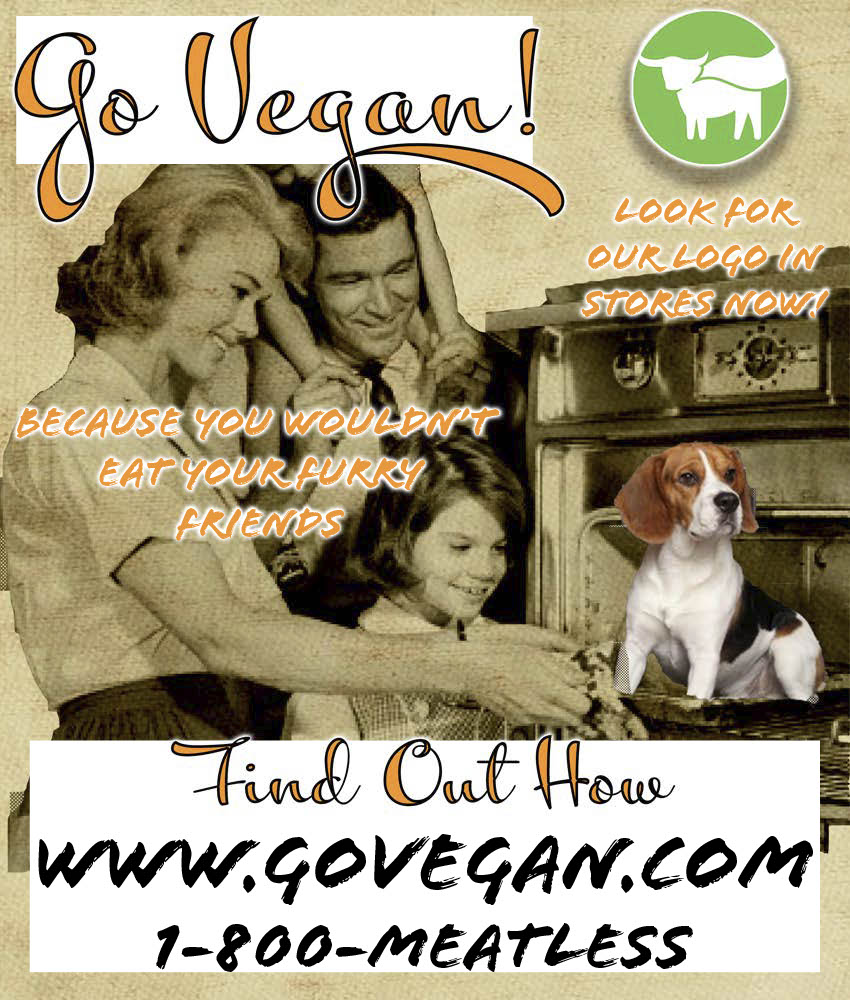 Go Vegan!
LOOK FOR
OUR LOGO IN
STORES NOW!
BECAUSE YOU WOULDN'T
EAT YOUR FURRY
FRIENDS
Find Out How
WWW.GOVEGAN.COM
1-800-MEATLESS